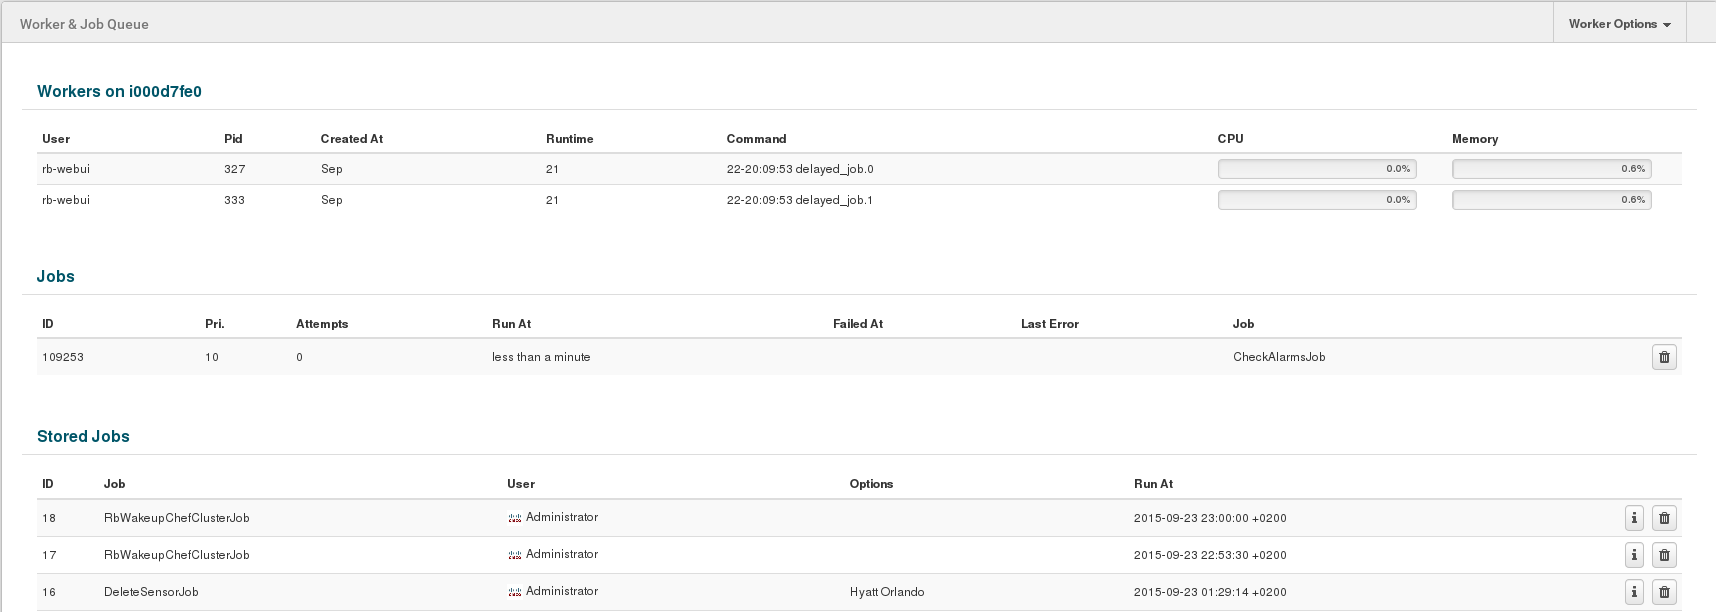 Worker & Job Queue Worker Options
Workers on i000d7fe0
User Pid Created At Runtime Command CPU Memory
rb-webui 327 Sep 21 22-20:09:53 delayed_job.0 0.0% 0.6%
rb-webui 333 Sep 21 22-20:09:53 delayed_job.1 0.0% 0.6%
Jobs
ID Pri. Attempts Run At Failed At Last Error Job
109253 10 0 less than a minute CheckAlarmsJob
Stored Jobs
ID Job User Options Run At
18 RbWakeupChefClusterJob Administrator 2015-09-23 23:00:00 +0200
17 RbWakeupChefClusterJob Administrator 2015-09-23 22:53:30 +0200
16 DeleteSensorJob Administrator Hyatt Orlando 2015-09-23 01:29:14 +0200